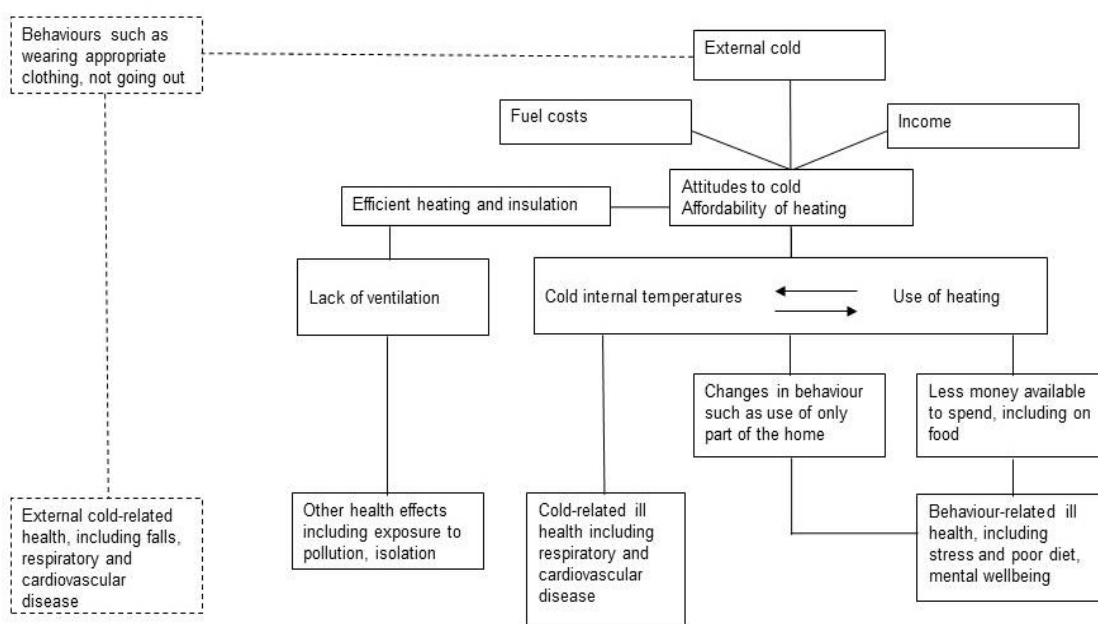 Behaviours such as
wearing appropriate
clothing, not going out
External cold
Fuel costs
Income
Attitudes to cold
Affordability of heating
Efficient heating and insulation
Lack of ventilation
Cold internal temperatures
Use of heating
Changes in behaviour
such as use of only
part of the home
Less money available
to spend, including on
food
External cold-related
health, including falls,
respiratory and
cardiovascular
disease
Other health effects
including exposure to
pollution, isolation
Cold-related ill
health including
respiratory and
cardiovascular
disease
Behaviour-related ill
health, including
stress and poor diet,
mental wellbeing